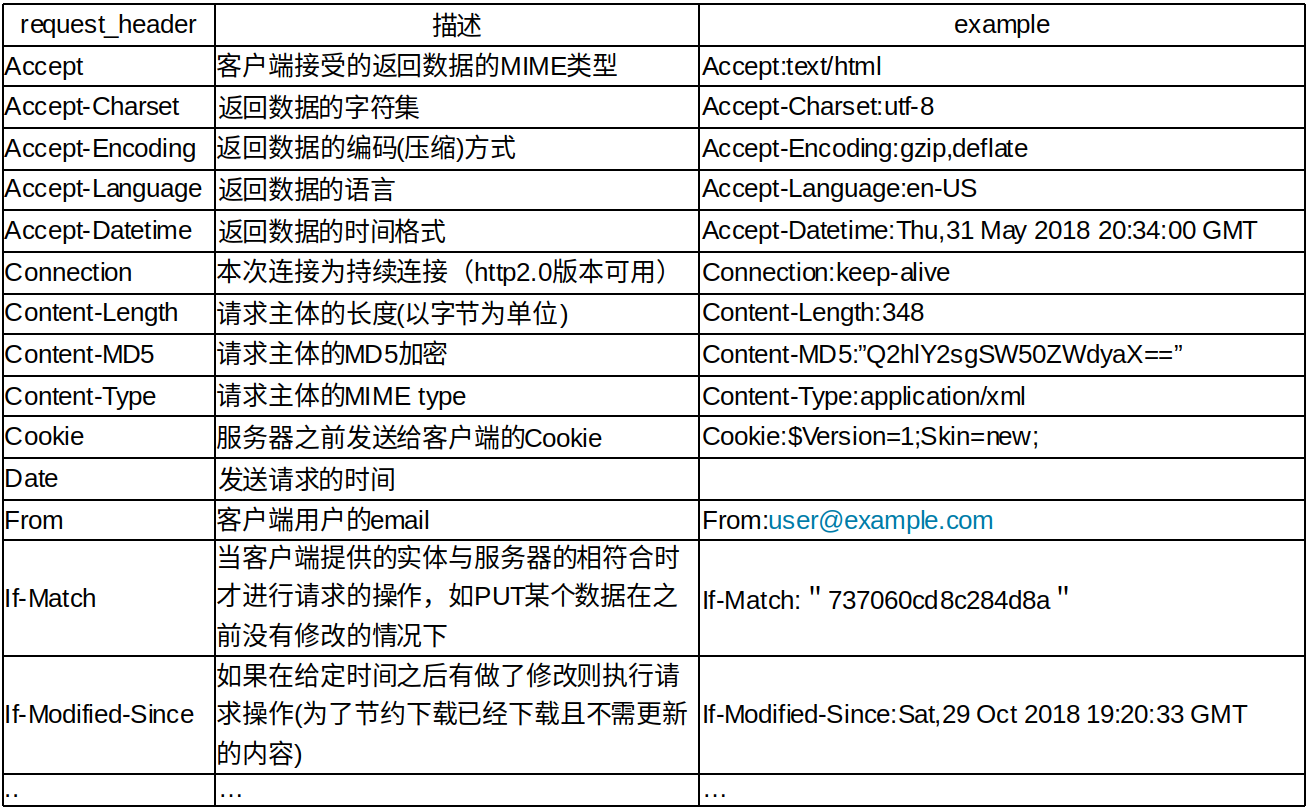 request_header 描述 example
Accept 客户端接受的返回数据的MIME类型 Accept:text/html
Accept-Charset 返回数据的字符集 Accept-Charset:utf-8
Accept-Encoding 返回数据的编码(压缩)方式 Accept-Encoding:gzip,deflate
Accept-Language 返回数据的语言 Accept-Language:en-US
Accept-Datetime 返回数据的时间格式 Accept-Datetime:Thu,31 May 2018 20:34:00 GMT
Connection 本次连接为持续连接（http2.0版本可用） Connection:keep-alive
Content-Length 请求主体的长度(以字节为单位) Content-Length:348
Content-MD5 请求主体的MD5加密 Content-MD5:”Q2hlY2sgSW50ZWdyaX==”
Content-Type 请求主体的MIME type Content-Type:application/xml
Cookie 服务器之前发送给客户端的Cookie Cookie:$Version=1;Skin=new;
Date 发送请求的时间
From 客户端用户的email From:user@example.com
If-Match
当客户端提供的实体与服务器的相符合时
才进行请求的操作，如PUT某个数据在之
前没有修改的情况下
If-Match:＂737060cd8c284d8a＂
If-Modified-Since
如果在给定时间之后有做了修改则执行请
求操作(为了节约下载已经下载且不需更新
的内容)
If-Modified-Since:Sat,29 Oct 2018 19:20:33 GMT
.. … …